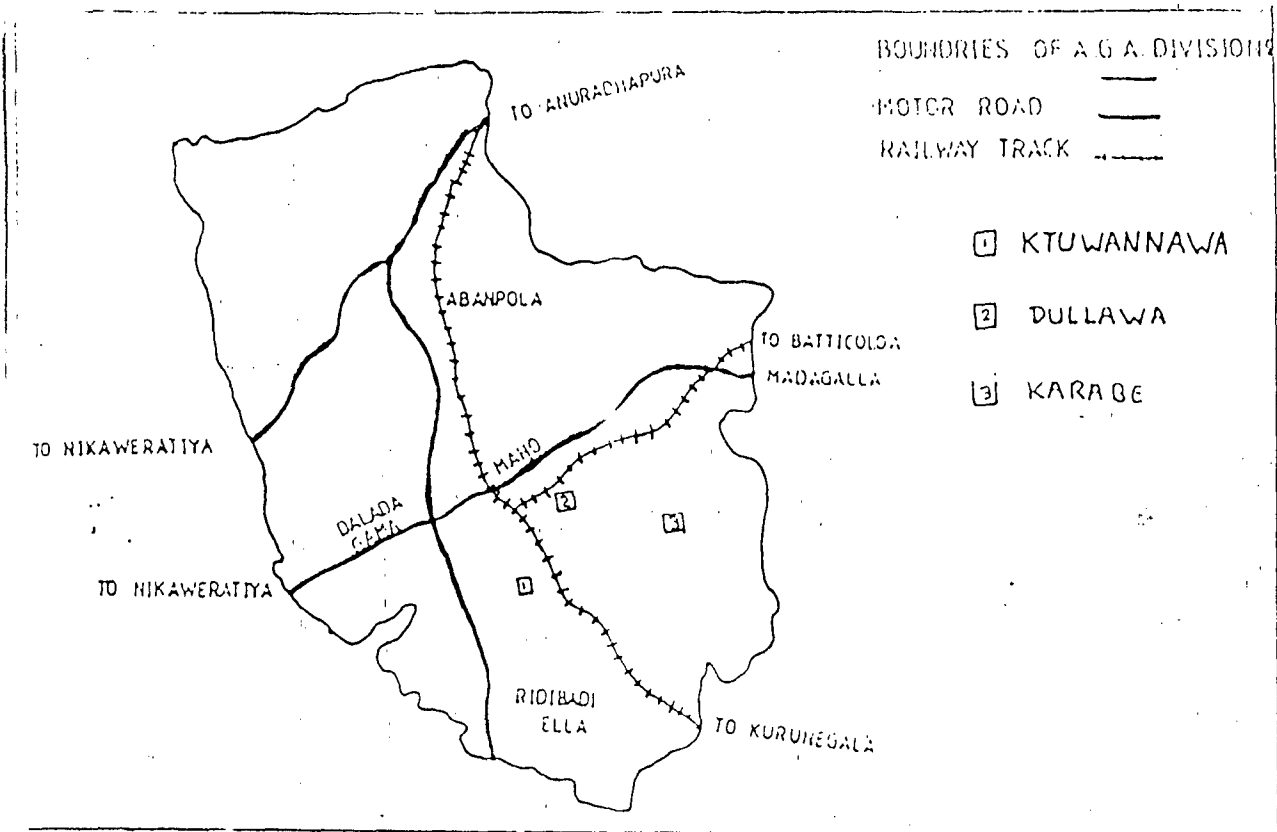 BOUNDRIES OF A.G.A. DIVISIONS
MOTOR ROAD
RAILWAY TRACK
1 KTUWANNAWA
2 DULLAWA
3 KARABE
TO ANURADHAPURA
ABANPOLA
TO BATTICOLOA
MADAGALLA
TO NIKAWERATIYA
MAHO
DALADA
GAMA
2
3
TO NIKAWERATIYA
1
RIDIBADI
ELLA
TO KURUNEGALA